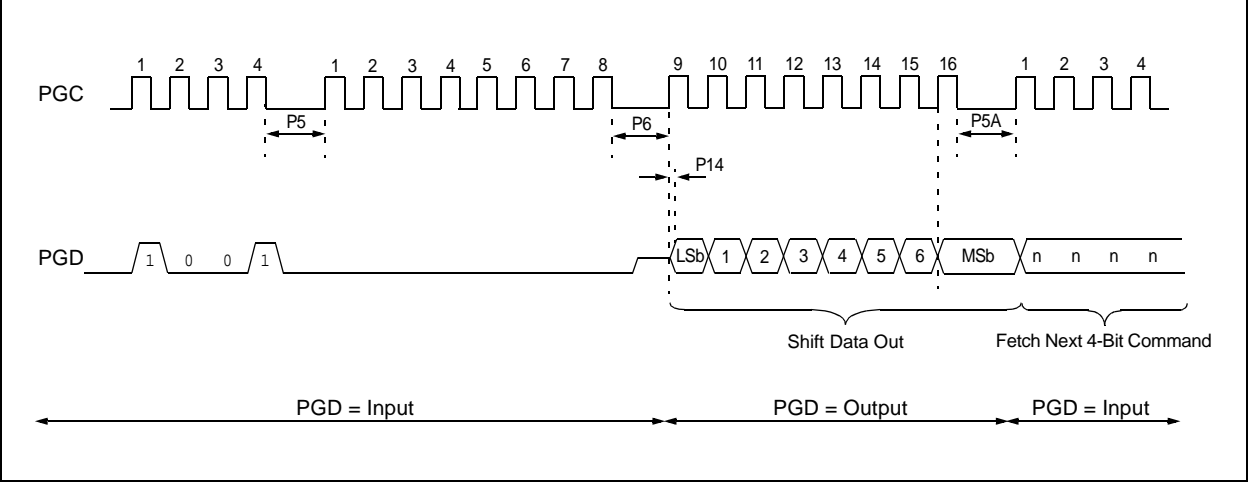 1 2 3 4 1 2 3 4 5 6 7 8 9 10 11 12 13 14 15 16 1 2 3 4
PGC
P5 P6 P5A
P14
PGD 1 0 0 1 LSb 1 2 3 4 5 6 MSb n n n n
Shift Data Out Fetch Next 4-Bit Command
PGD = Input PGD = Output PGD = Input